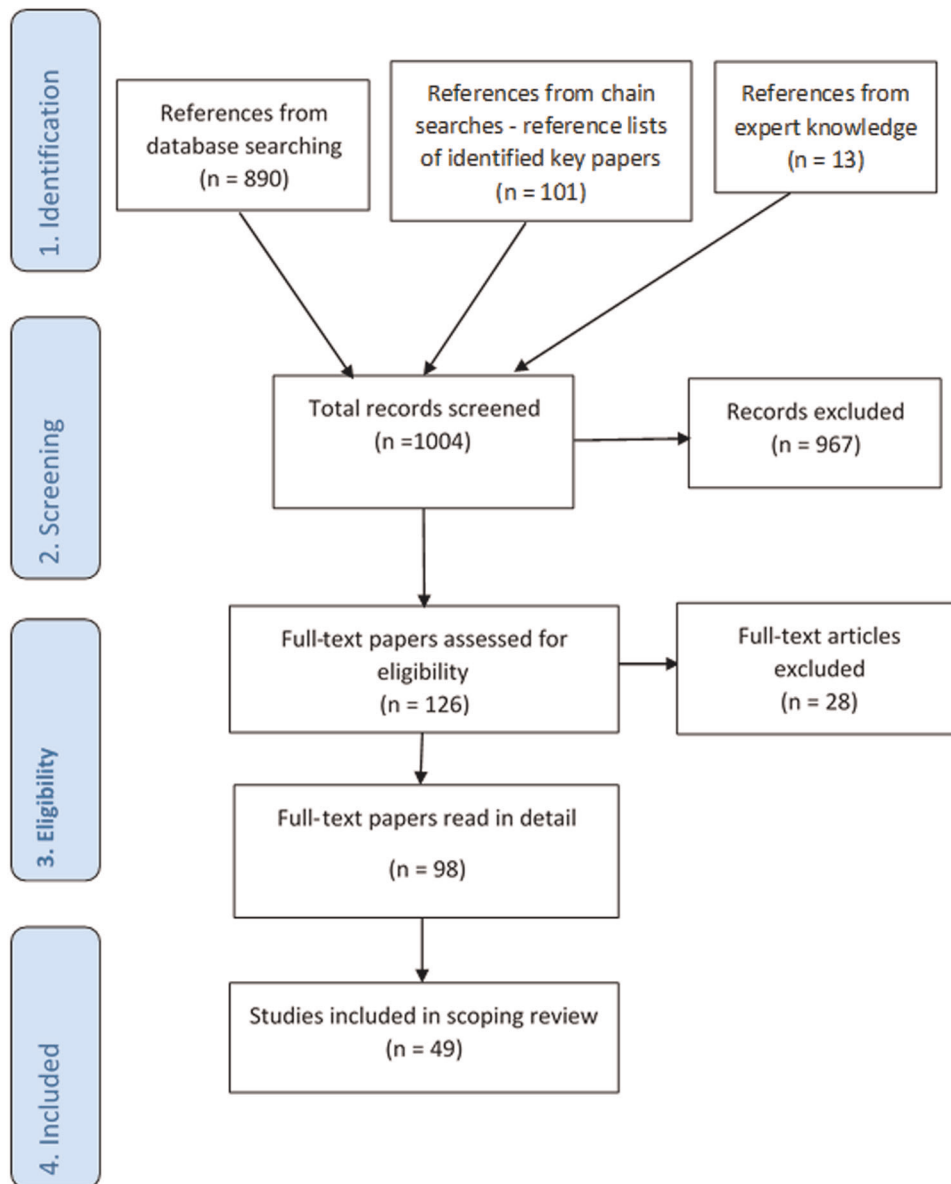 1. Identification
References from
database searching
(n = 890)
References from chain
searches - reference lists
of identified key papers
(n = 101)
References from
expert knowledge
(n = 13)
2. Screening
Total records screened
(n =1004)
Records excluded
(n = 967)
3. Eligibility
Full-text papers assessed for
eligibility
(n = 126)
Full-text articles
excluded
(n = 28)
Full-text papers read in detail
(n = 98)
4. Included
Studies included in scoping review
(n = 49)